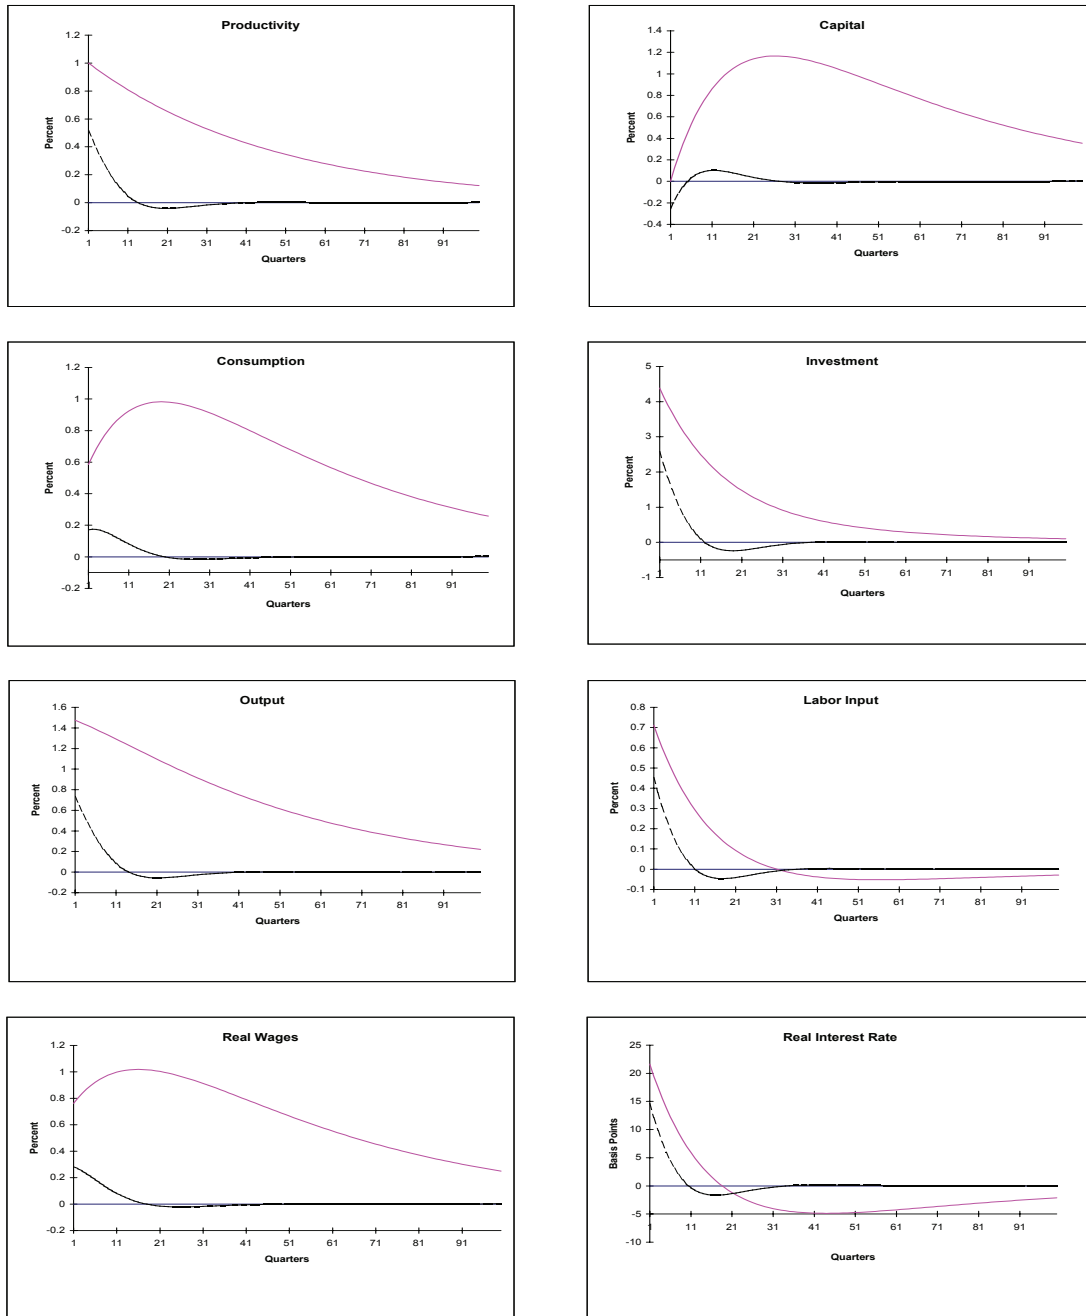 Productivity
1.2
1
0.8
0.6
0.4
0.2
0
-0.2
Percent
1 11 21 31 41 51 61 71 81 91
Quarters
Capital
1.4
1.2
1
0.8
0.6
0.4
0.2
0
-0.2
-0.4
Percent
1 11 21 31 41 51 61 71 81 91
Quarters
Consumption
1.2
1
0.8
0.6
0.4
0.2
0
-0.2
Percent
1 11 21 31 41 51 61 71 81 91
Quarters
Investment
5
4
3
2
1
0
-1
Percent
1 11 21 31 41 51 61 71 81 91
Quarters
Output
1.6
1.4
1.2
1
0.8
0.6
0.4
0.2
0
-0.2
Percent
1 11 21 31 41 51 61 71 81 91
Quarters
Labor Input
0.8
0.7
0.6
0.5
0.4
0.3
0.2
0.1
0
-0.1
Percent
1 11 21 31 41 51 61 71 81 91
Quarters
Real Wages
1.2
1
0.8
0.6
0.4
0.2
0
-0.2
Percent
1 11 21 31 41 51 61 71 81 91
Quarters
Real Interest Rate
25
20
15
10
5
0
-5
-10
Basis Points
1 11 21 31 41 51 61 71 81 91
Quarters